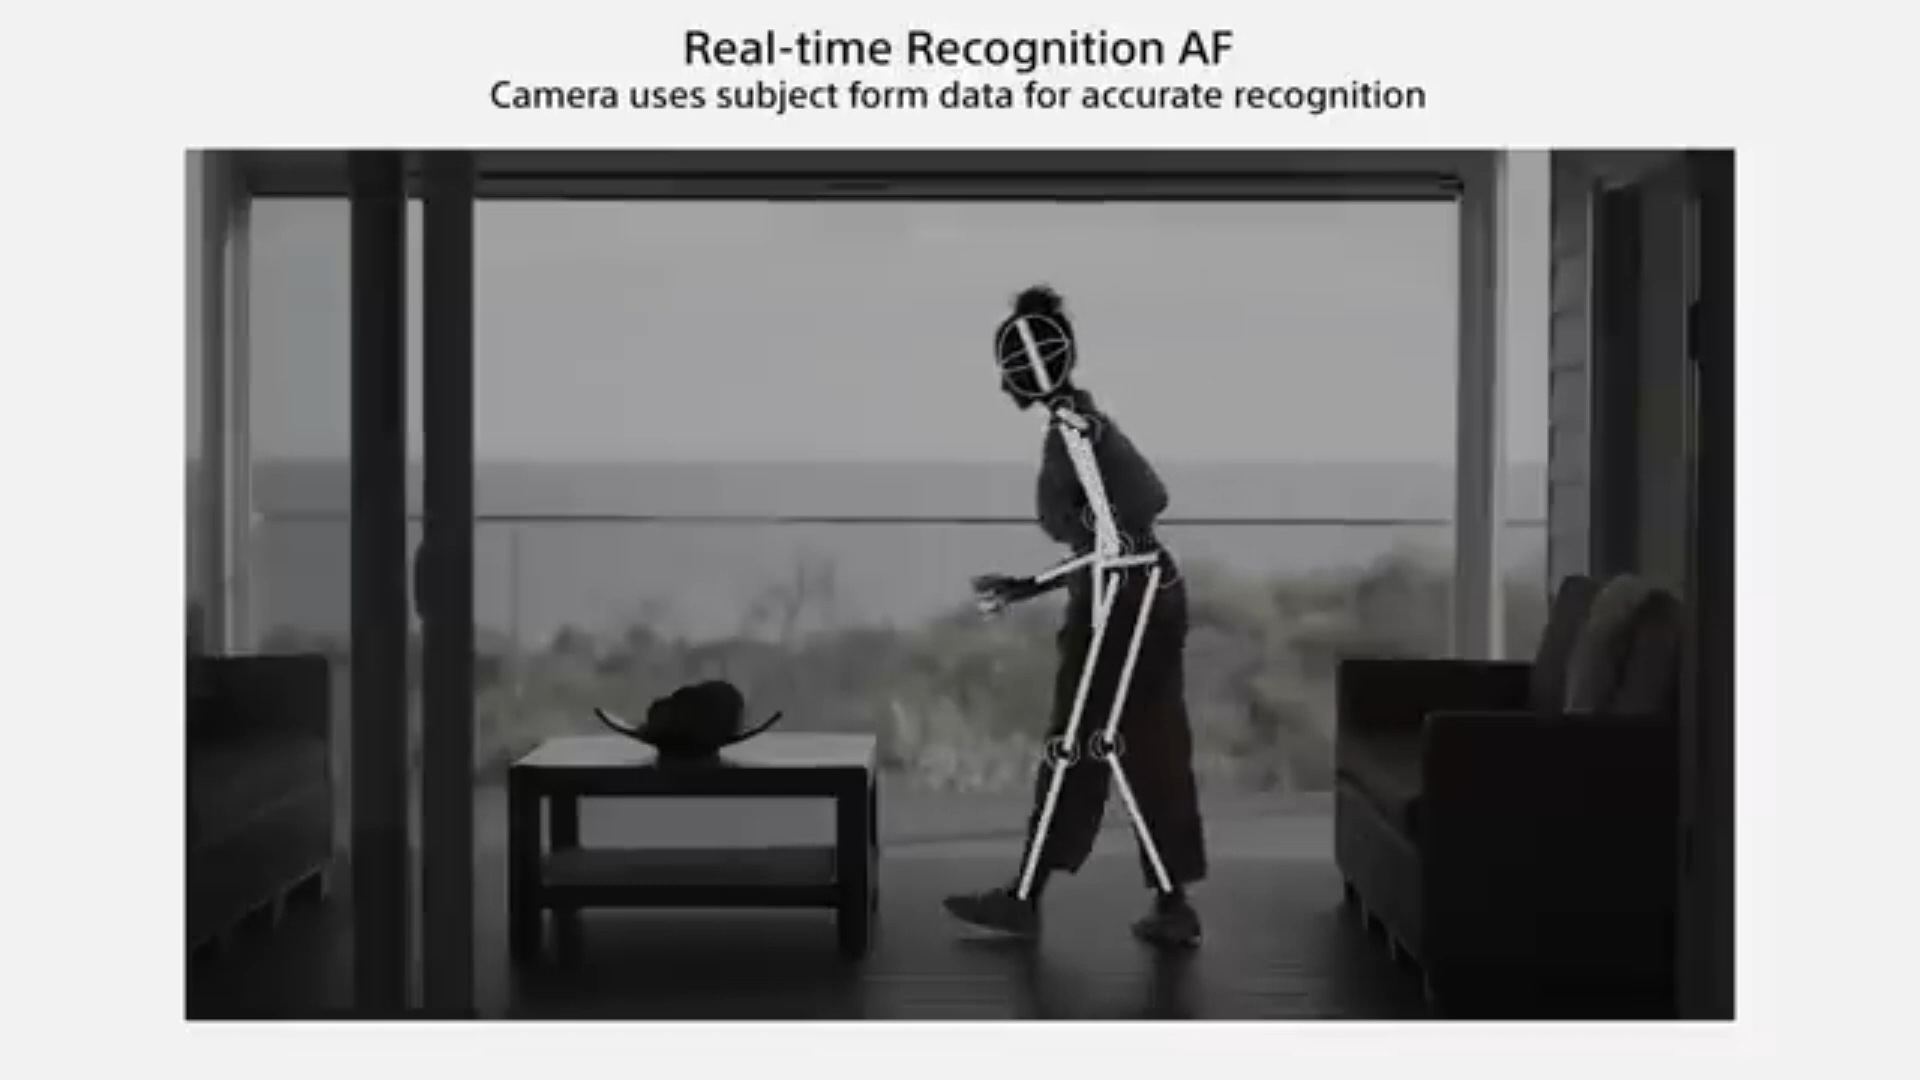 Real-time Recognition AF
Camera uses subject form data for accurate recognition